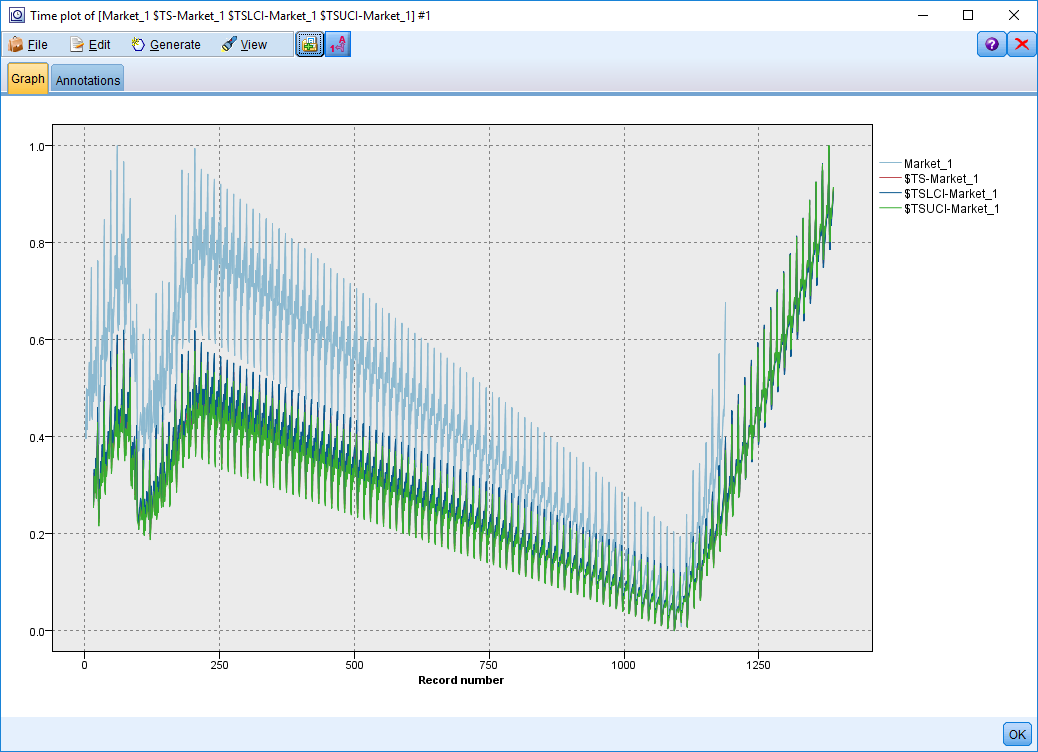 Time plot of [Market_1 $TS-Market_1 $TSLCI-Market_1 $TSUCI-Market_1] #1
File Edit Generate View
Graph Annotations
1.0
0.8
0.6
0.4
0.2
0.0
0 250 500 750 1000 1250
Record number
Market_1
$TS-Market_1
$TSLCI-Market_1
$TSUCI-Market_1
OK